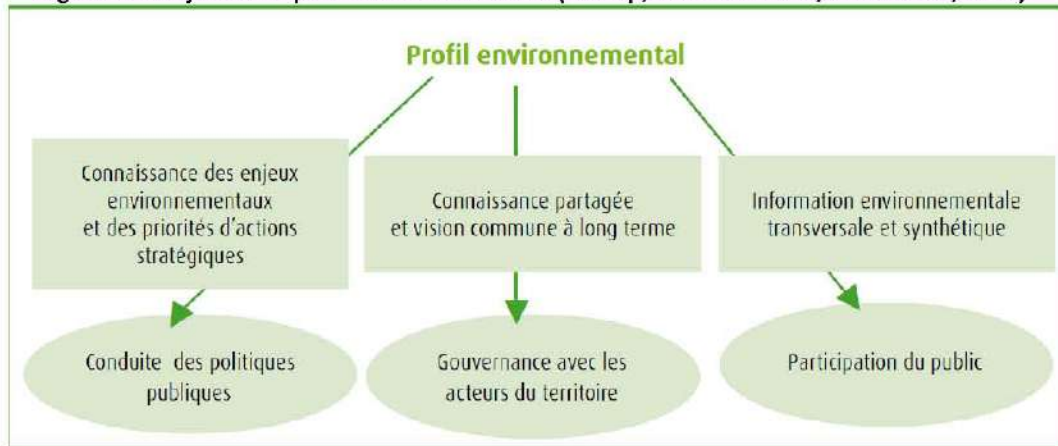 Profil environnemental
Connaissance des enjeux
environnementaux
et des priorités d'actions
stratégiques
Connaissance partagée
et vision commune à long terme
Information environnementale
transversale et synthétique
Conduite des politiques
publiques
Gouvernance avec les
acteurs du territoire
Participation du public